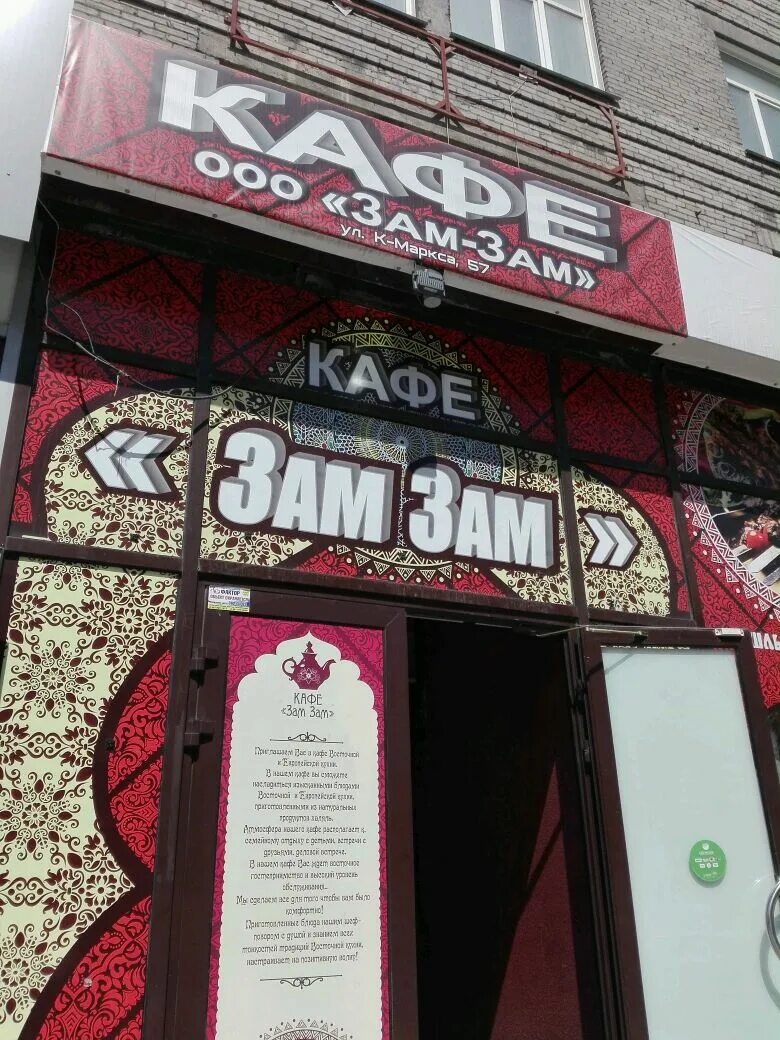 КАФЕ
ООО «ЗАМ-ЗАМ»
ул. К-Маркса, 57
КАФЕ
« ЗАМ ЗАМ »
ФАКТОР
КАФЕ
«Зам Зам»
Приглашаем Вас в кафе Восточной
и Европейской кухни.
В нашем кафе вы сможете
насладиться изысканными блюдами
Восточной и Европейской кухни,
приготовленными из натуральных
продуктов халяль.
Атмосфера нашего кафе располагает к
семейному отдыху с детьми, встречи с
друзьями, деловой встрече.
В нашем кафе Вас ждет восточное
гостеприимство и высокий уровень
обслуживания...
Мы сделаем все для того чтобы вам было
комфортно!
Приготовленные блюда нашим шеф-
поваром с душой и знанием всех
тонкостей традиций Восточной кухни,
настраивает на позитивную волну!